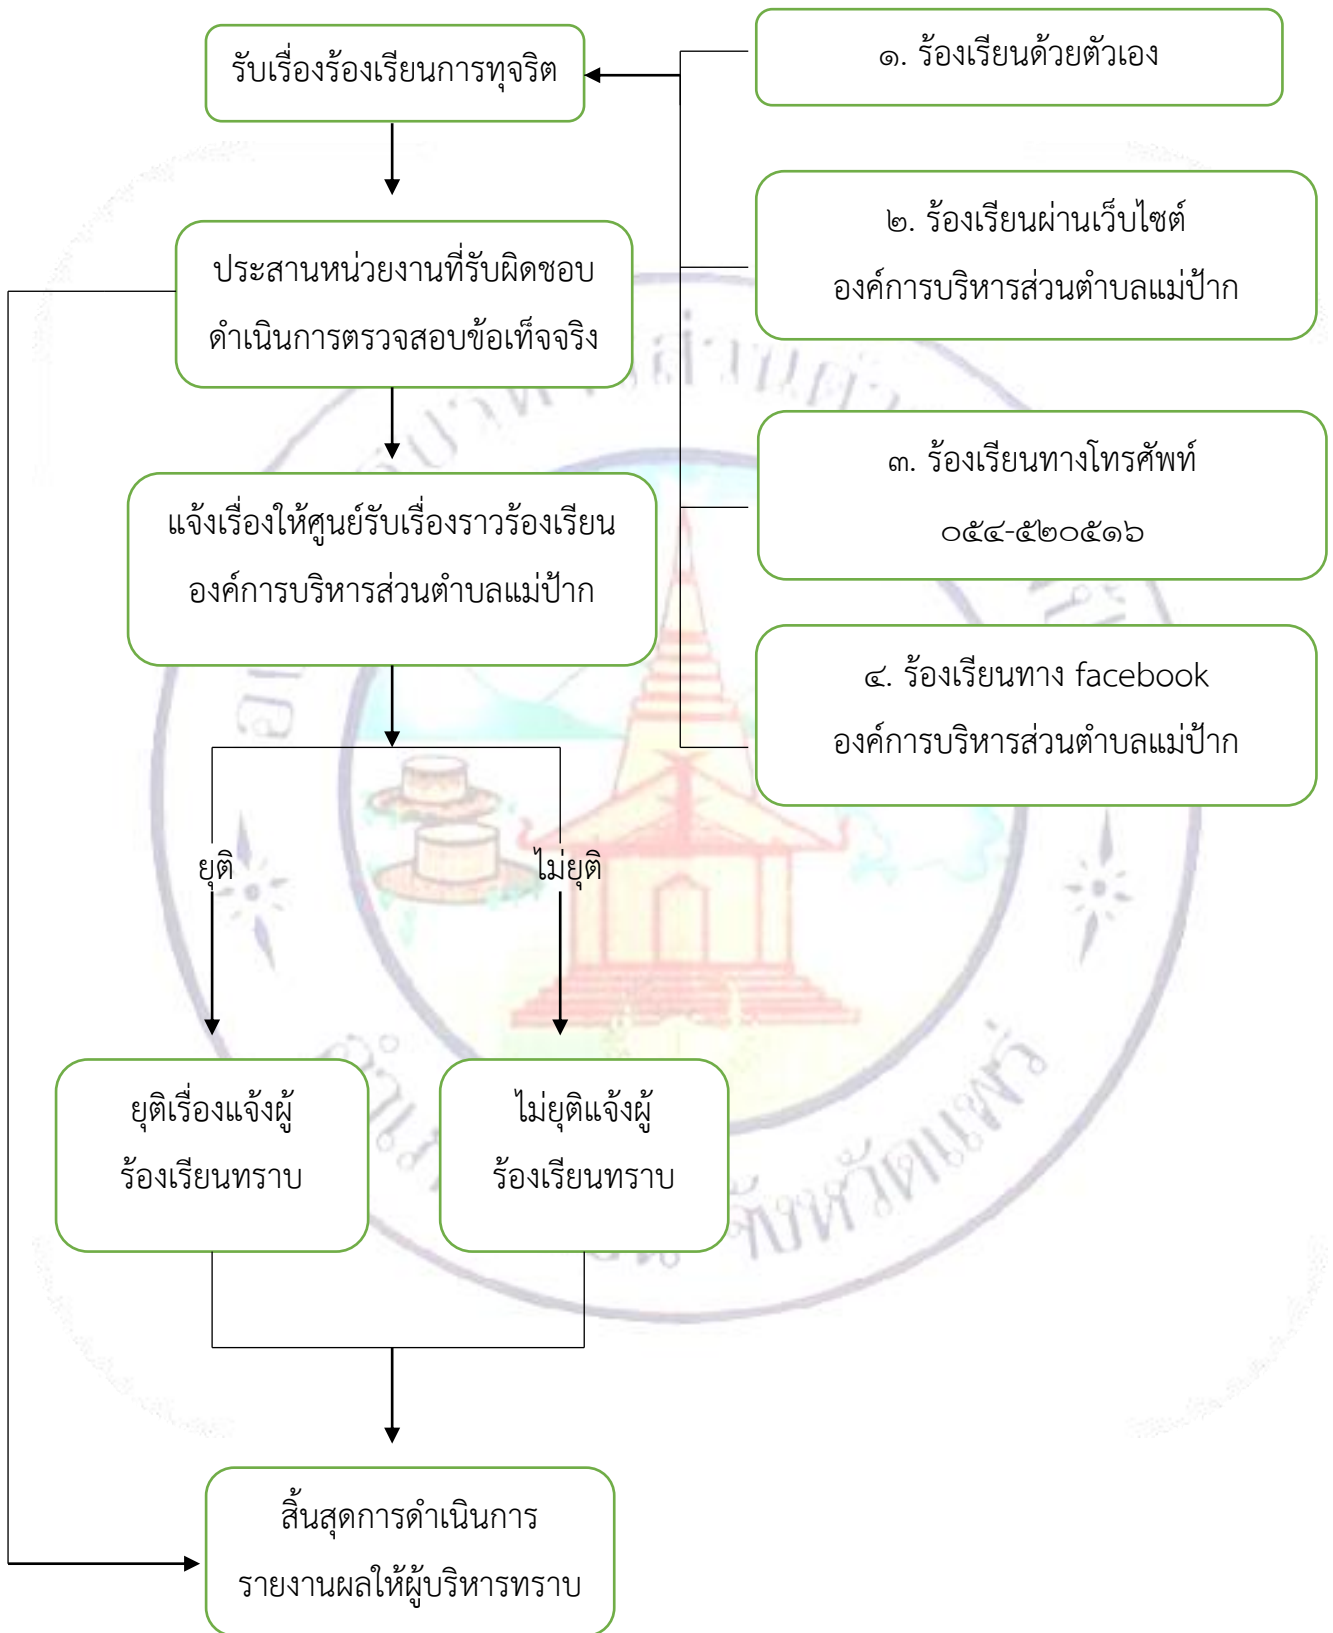 รับเรื่องร้องเรียนการทุจริต
๑. ร้องเรียนด้วยตัวเอง
๒. ร้องเรียนผ่านเว็บไซต์
องค์การบริหารส่วนตำบลแม่ป้าก
ประสานหน่วยงานที่รับผิดชอบ
ดำเนินการตรวจสอบข้อเท็จจริง
๓. ร้องเรียนทางโทรศัพท์
๐๕๔-๕๒๐๕๑๖
แจ้งเรื่องให้ศูนย์รับเรื่องราวร้องเรียน
องค์การบริหารส่วนตำบลแม่ป้าก
๔. ร้องเรียนทาง facebook
องค์การบริหารส่วนตำบลแม่ป้าก
ยุติ
ไม่ยุติ
ยุติเรื่องแจ้งผู้
ร้องเรียนทราบ
ไม่ยุติแจ้งผู้
ร้องเรียนทราบ
จังหวัดแพร่
สิ้นสุดการดำเนินการ
รายงานผลให้ผู้บริหารทราบ